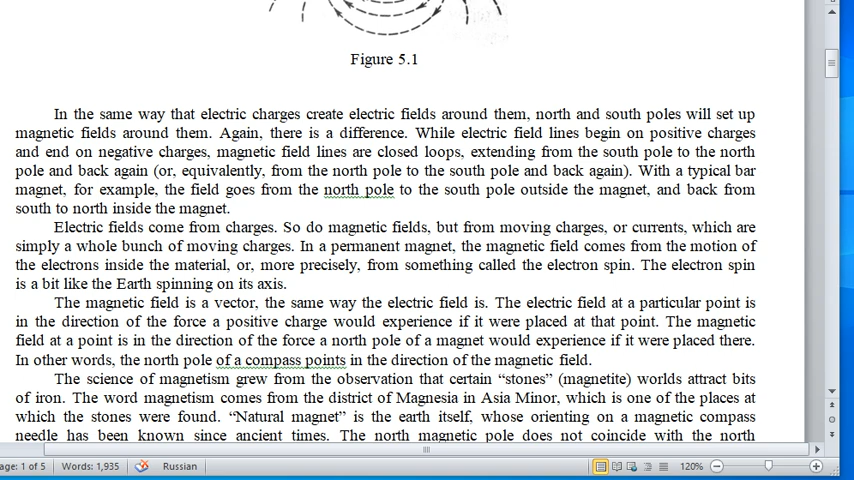 Figure 5.1
In the same way that electric charges create electric fields around them, north and south poles will set up
magnetic fields around them. Again, there is a difference. While electric field lines begin on positive charges
and end on negative charges, magnetic field lines are closed loops, extending from the south pole to the north
pole and back again (or, equivalently, from the north pole to the south pole and back again). With a typical bar
magnet, for example, the field goes from the north pole to the south pole outside the magnet, and back from
south to north inside the magnet.
Electric fields come from charges. So do magnetic fields, but from moving charges, or currents, which are
simply a whole bunch of moving charges. In a permanent magnet, the magnetic field comes from the motion of
the electrons inside the material, or, more precisely, from something called the electron spin. The electron spin
is a bit like the Earth spinning on its axis.
The magnetic field is a vector, the same way the electric field is. The electric field at a particular point is
in the direction of the force a positive charge would experience if it were placed at that point. The magnetic
field at a point is in the direction of the force a north pole of a magnet would experience if it were placed there.
In other words, the north pole of a compass points in the direction of the magnetic field.
The science of magnetism grew from the observation that certain “stones” (magnetite) worlds attract bits
of iron. The word magnetism comes from the district of Magnesia in Asia Minor, which is one of the places at
which the stones were found. “Natural magnet” is the earth itself, whose orienting on a magnetic compass
needle has been known since ancient times. The north magnetic pole does not coincide with the north
age: 1 of 5 Words: 1,935 Russian 120%